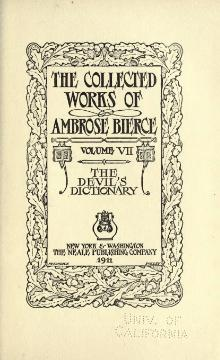 THE COLLECTED
WORKS OF
AMBROSE BIERCE
VOLUME VII
THE
DEVIL'S
DICTIONARY
NEW YORK & WASHINGTON
THE NEALE PUBLISHING COMPANY
1911
UNIV. OF
CALIFORNIA